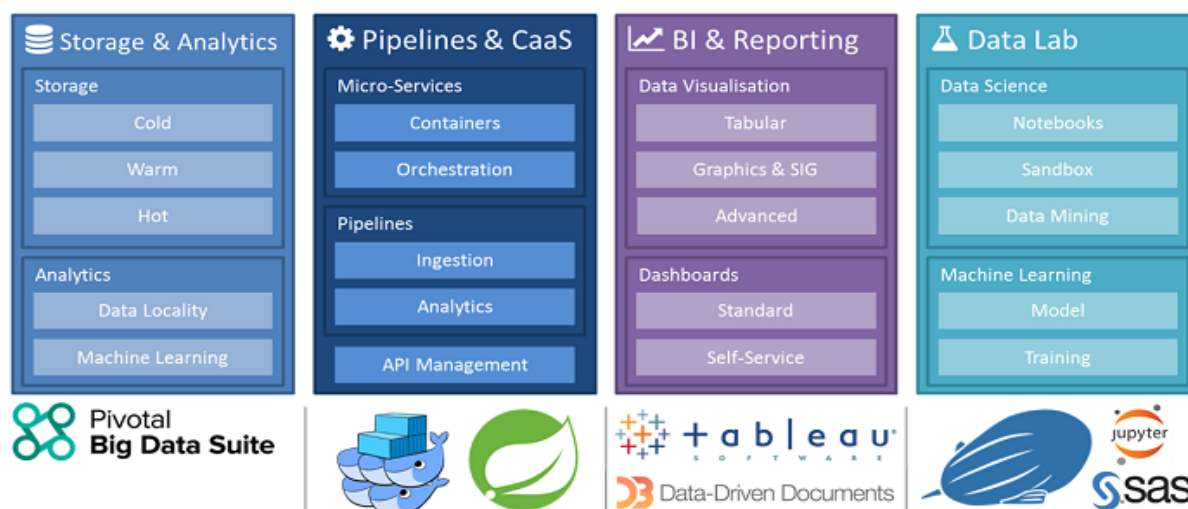 Storage & Analytics
Storage
Cold
Warm
Hot
Analytics
Data Locality
Machine Learning
Pipelines & CaaS
Micro-Services
Containers
Orchestration
Pipelines
Ingestion
Analytics
API Management
BI & Reporting
Data Visualisation
Tabular
Graphics & SIG
Advanced
Dashboards
Standard
Self-Service
Data Lab
Data Science
Notebooks
Sandbox
Data Mining
Machine Learning
Model
Training
Pivotal
Big Data Suite
+ a b l e a u
S O F T W A R E
D3 Data-Driven Documents
jupyter
sas